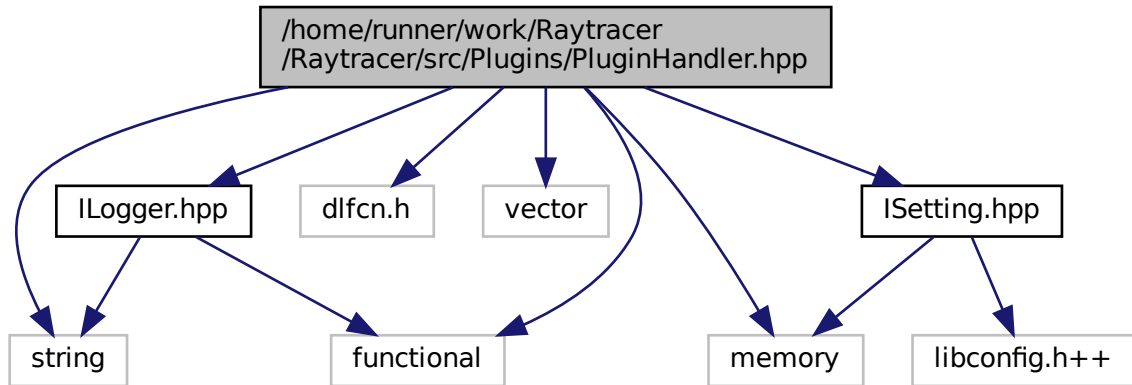 /home/runner/work/Raytracer
/Raytracer/src/Plugins/PluginHandler.hpp
ILogger.hpp
dlfcn.h
vector
ISetting.hpp
string
functional
memory
libconfig.h++